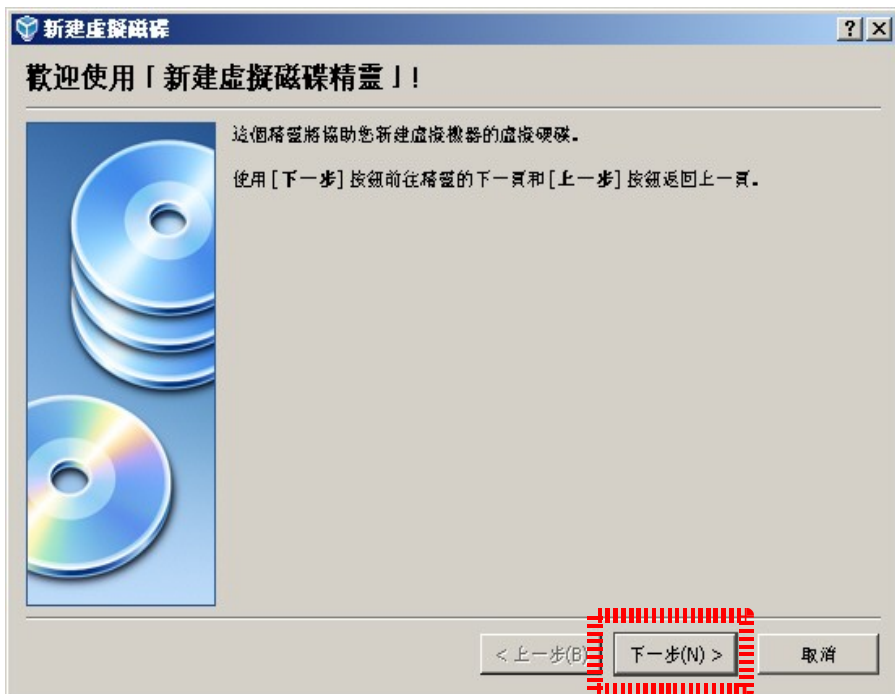 新建虛擬磁碟
歡迎使用「新建虛擬磁碟精靈」!
這個精靈將協助您新建虛擬機器的虛擬硬碟.
使用 [下一步] 按鈕前往精靈的下一頁和 [上一步] 按鈕返回上一頁.
< 上一步(B)
下一步(N) >
取消